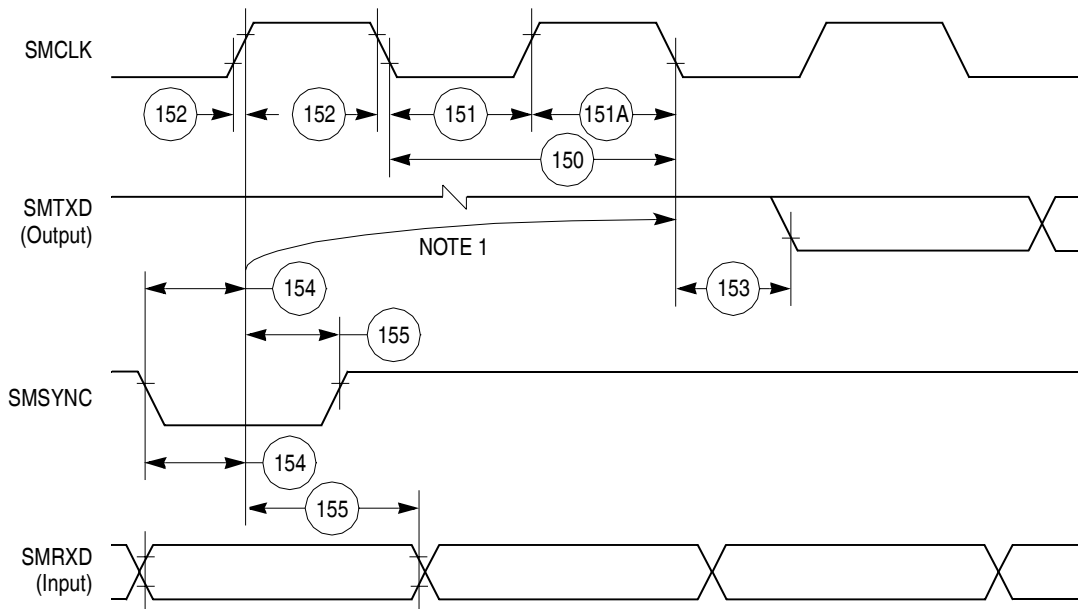 SMCLK
152
152
151
151A
150
SMTXD
(Output)
NOTE 1
154
153
155
SMSYNC
154
155
SMRXD
(Input)